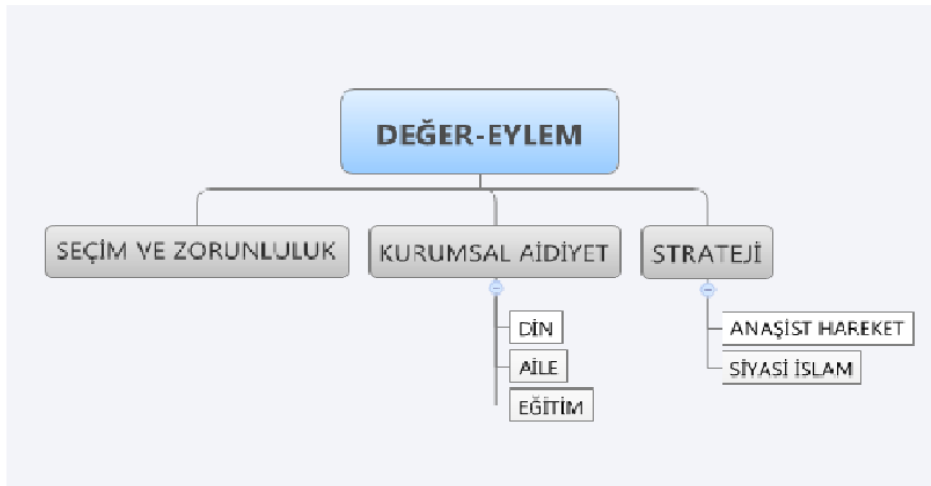 DEĞER-EYLEM
SEÇİM VE ZORUNLULUK
KURUMSAL AİDİYET
STRATEJİ
DİN
AİLE
EĞİTİM
ANAŞİST HAREKET
SİYASİ İSLAM